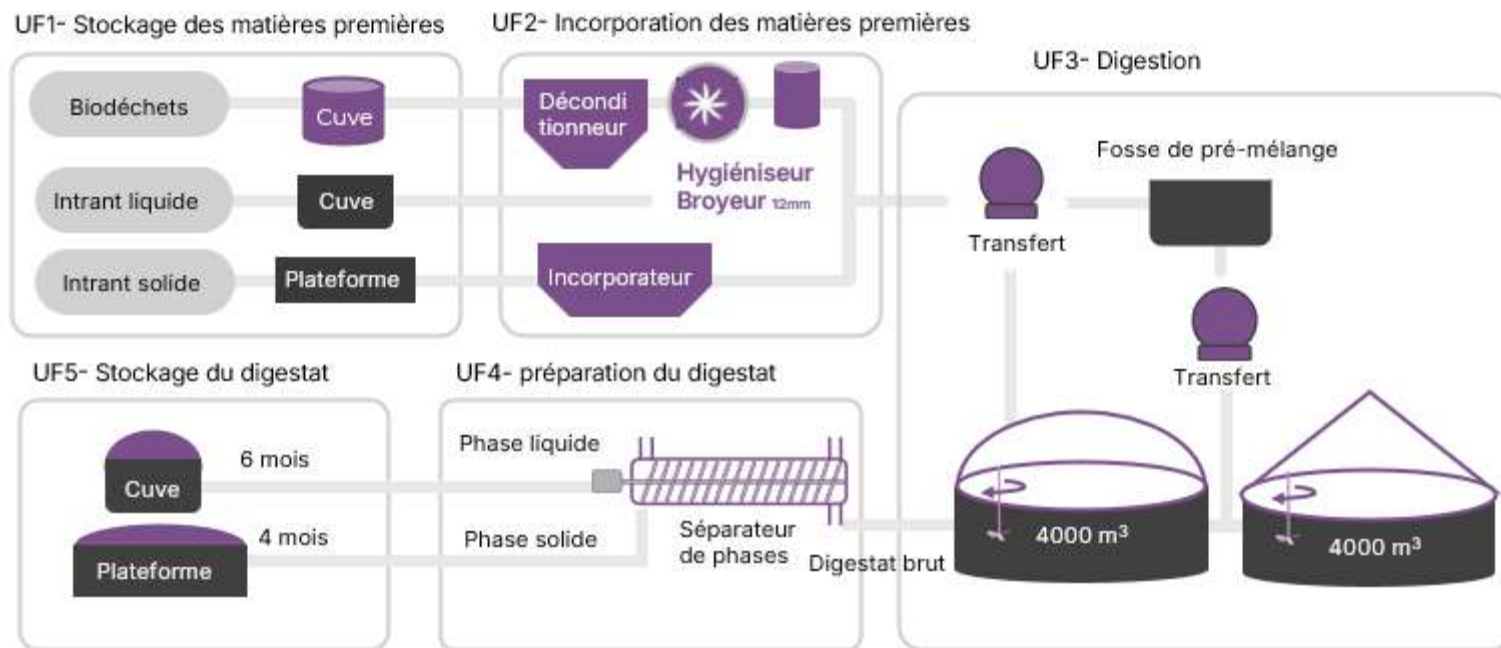 UF1- Stockage des matières premières
Biodéchets
Cuve
Intrant liquide
Cuve
Intrant solide
Plateforme
UF2- Incorporation des matières premières
Décondi
tionneur
Hygiéniseur
Broyeur 12mm
Incorporateur
UF3- Digestion
Fosse de pré-mélange
Transfert
Transfert
4000 m³
4000 m³
UF5- Stockage du digestat
6 mois
Cuve
4 mois
Plateforme
UF4- préparation du digestat
Phase liquide
Phase solide
Séparateur
de phases
Digestat brut